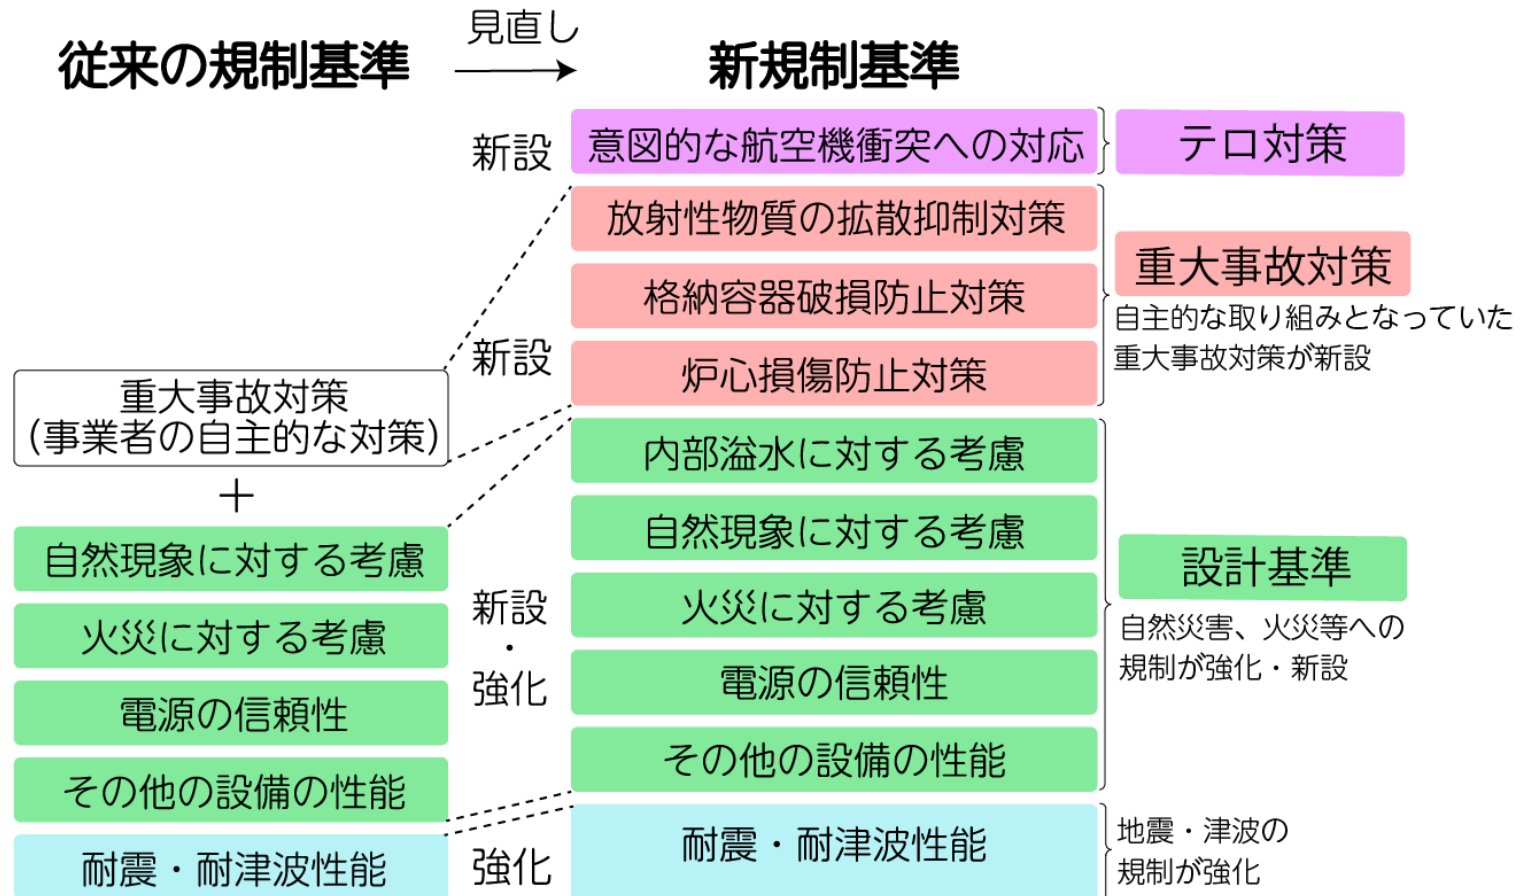 従来の規制基準
見直し
新規制基準
新設
意図的な航空機衝突への対応
テロ対策
放射性物質の拡散抑制対策
格納容器破損防止対策
炉心損傷防止対策
新設
重大事故対策
自主的な取り組みとなっていた
重大事故対策が新設
重大事故対策
(事業者の自主的な対策)
+
自然現象に対する考慮
火災に対する考慮
電源の信頼性
その他の設備の性能
耐震・耐津波性能
新設
・
強化
強化
内部溢水に対する考慮
自然現象に対する考慮
火災に対する考慮
電源の信頼性
その他の設備の性能
耐震・耐津波性能
設計基準
自然災害、火災等への
規制が強化・新設
地震・津波の
規制が強化